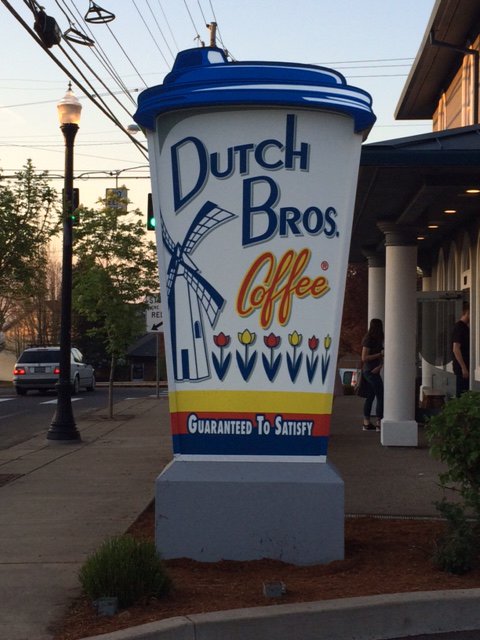 DUTCH
BROS.
Coffee®
GUARANTEED TO SATISFY